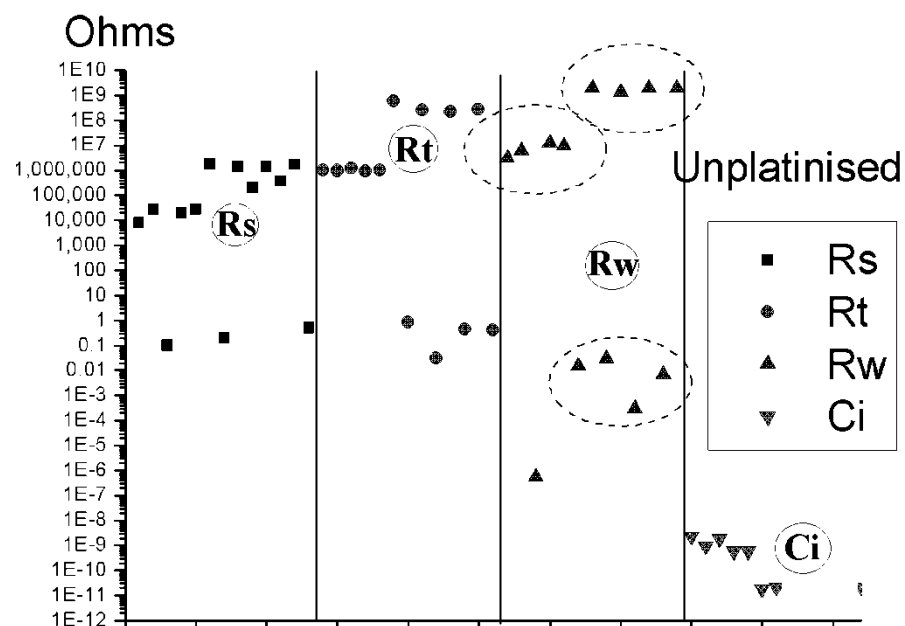 Ohms
1E10
1E9
1E8
1E7
1,000,000
100,000
10,000
1,000
100
10
1
0.1
0.01
1E-3
1E-4
1E-5
1E-6
1E-7
1E-8
1E-9
1E-10
1E-11
1E-12
Rs
Rt
Rw
Ci
Unplatinised
Rs
Rt
Rw
Ci